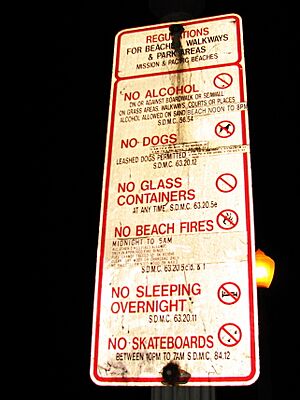 REGULATIONS
FOR BEACHES, WALKWAYS
& PARK AREAS
MISSION & PACIFIC BEACHES
NO ALCOHOL
ON OR AGAINST BOARDWALK OR SEAWALL
ON GRASS AREAS, WALKWAYS, COURTS OR PLACES
ALCOHOL ALLOWED ON SAND BEACH NOON TO 8PM
S.D.M.C. 56.54
NO DOGS
LEASHED DOGS PERMITTED
S.D.M.C. 63.20.12
NO GLASS
CONTAINERS
AT ANY TIME, S.D.M.C. 63.20.5e
NO BEACH FIRES
MIDNIGHT TO 5AM
S.D.M.C. 63.20.5
NO SLEEPING
OVERNIGHT
S.D.M.C. 63.20.11
NO SKATEBOARDS
BETWEEN 10PM TO 7AM S.D.M.C. 84.12